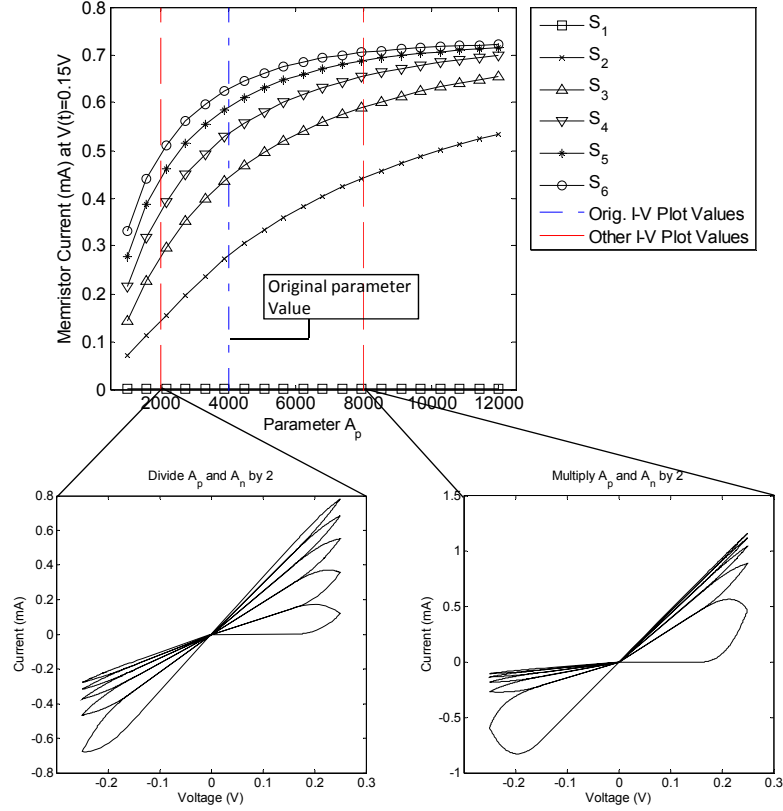 Memristor Current (mA) at V(t)=0.15V
0.8
0.7
0.6
0.5
0.4
0.3
0.2
0.1
0
2000 4000 6000 8000 10000 12000
Parameter A_p
Original parameter
Value
S_1
S_2
S_3
S_4
S_5
S_6
Orig. I-V Plot Values
Other I-V Plot Values
Divide A_p and A_n by 2
Current (mA)
0.8
0.6
0.4
0.2
0
-0.2
-0.4
-0.6
-0.8
-0.3 -0.2 -0.1 0 0.1 0.2 0.3
Voltage (V)
Multiply A_p and A_n by 2
Current (mA)
1.5
1
0.5
0
-0.5
-1
-0.3 -0.2 -0.1 0 0.1 0.2 0.3
Voltage (V)